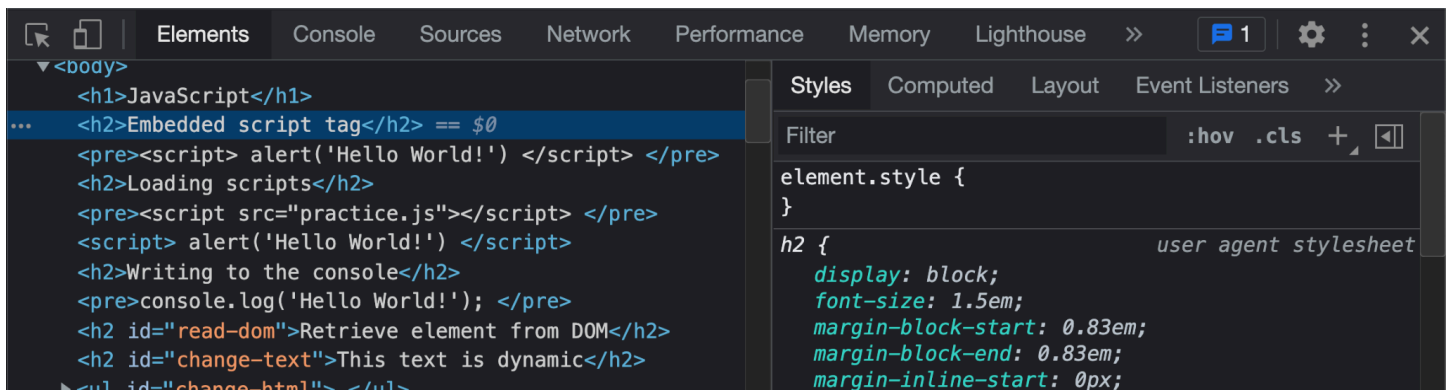 Elements Console Sources Network Performance Memory Lighthouse » 1
▼<body>
<h1>JavaScript</h1>
••• <h2>Embedded script tag</h2> == $0
<pre><script> alert('Hello World!') </script> </pre>
<h2>Loading scripts</h2>
<pre><script src="practice.js"></script> </pre>
<script> alert('Hello World!') </script>
<h2>Writing to the console</h2>
<pre>console.log('Hello World!'); </pre>
<h2 id="read-dom">Retrieve element from DOM</h2>
<h2 id="change-text">This text is dynamic</h2>
▶<ul id="change-html"> </ul>
Styles Computed Layout Event Listeners »
Filter :hov .cls +
element.style {
}
h2 { user agent stylesheet
display: block;
font-size: 1.5em;
margin-block-start: 0.83em;
margin-block-end: 0.83em;
margin-inline-start: 0px;